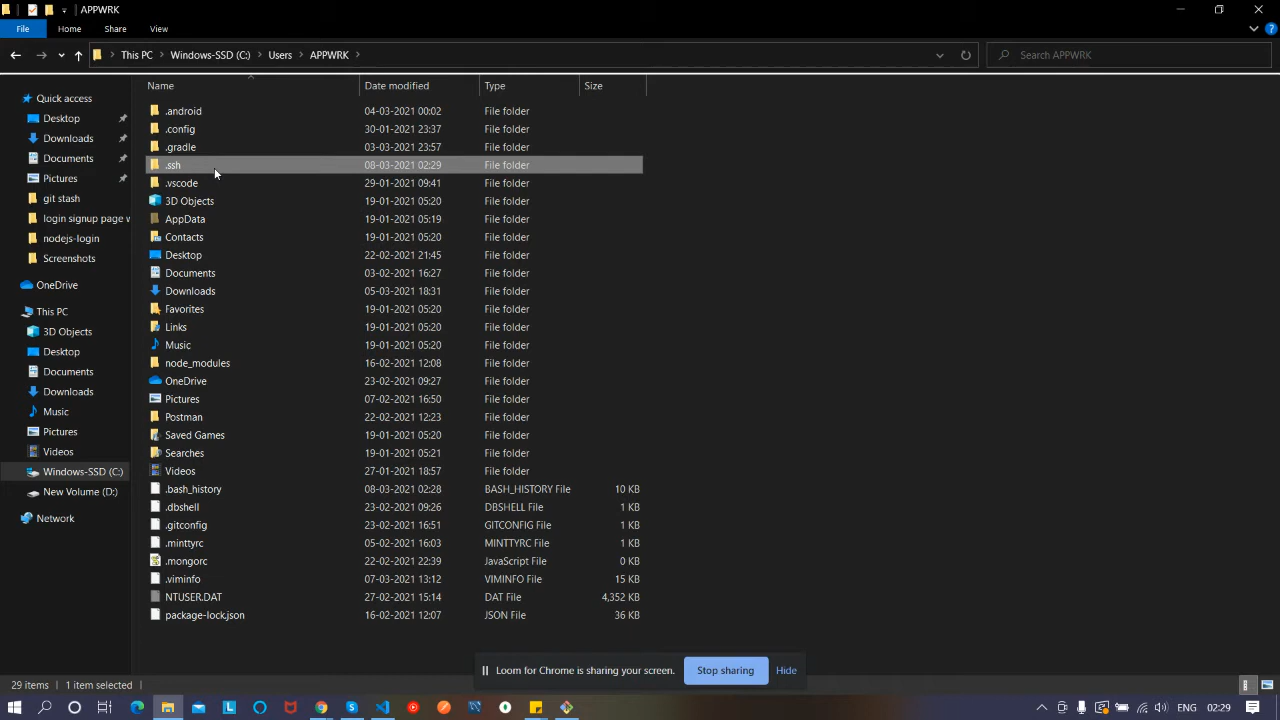 APPWRK
File Home Share View
This PC Windows-SSD (C:) Users APPWRK
Search APPWRK
Name Date modified Type Size
Quick access
Desktop
Downloads
Documents
Pictures
git stash
login signup page w
nodejs-login
Screenshots
OneDrive
This PC
3D Objects
Desktop
Documents
Downloads
Music
Pictures
Videos
Windows-SSD (C:)
New Volume (D:)
Network
.android 04-03-2021 00:02 File folder
.config 30-01-2021 23:37 File folder
.gradle 03-03-2021 23:57 File folder
.ssh 08-03-2021 02:29 File folder
.vscode 29-01-2021 09:41 File folder
3D Objects 19-01-2021 05:20 File folder
AppData 19-01-2021 05:19 File folder
Contacts 19-01-2021 05:20 File folder
Desktop 22-02-2021 21:45 File folder
Documents 03-02-2021 16:27 File folder
Downloads 05-03-2021 18:31 File folder
Favorites 19-01-2021 05:20 File folder
Links 19-01-2021 05:20 File folder
Music 19-01-2021 05:20 File folder
node_modules 16-02-2021 12:08 File folder
OneDrive 23-02-2021 09:27 File folder
Pictures 07-02-2021 16:50 File folder
Postman 22-02-2021 12:23 File folder
Saved Games 19-01-2021 05:20 File folder
Searches 19-01-2021 05:21 File folder
Videos 27-01-2021 18:57 File folder
.bash_history 08-03-2021 02:28 BASH_HISTORY File 10 KB
.dbshell 23-02-2021 09:26 DBSHELL File 1 KB
.gitconfig 23-02-2021 16:51 GITCONFIG File 1 KB
.minttyrc 05-02-2021 16:03 MINTTYRC File 1 KB
.mongorc 22-02-2021 22:39 JavaScript File 0 KB
.viminfo 07-03-2021 13:12 VIMINFO File 15 KB
NTUSER.DAT 27-02-2021 15:14 DAT File 4,352 KB
package-lock.json 16-02-2021 12:07 JSON File 36 KB
Loom for Chrome is sharing your screen. Stop sharing Hide
29 items 1 item selected
ENG 02:29